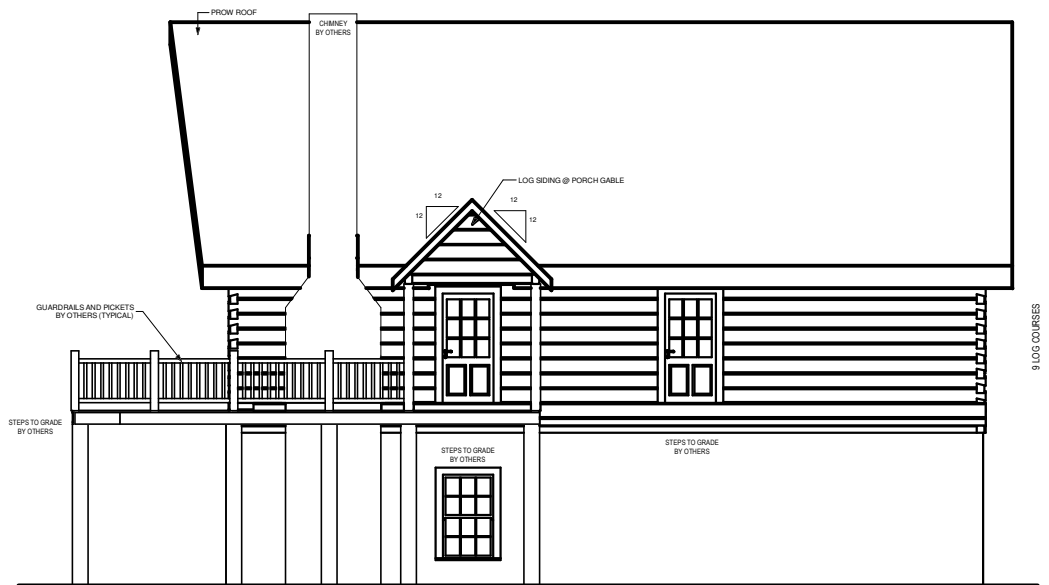 PROW ROOF
CHIMNEY
BY OTHERS
LOG SIDING @ PORCH GABLE
12
12
12
12
GUARDRAILS AND PICKETS
BY OTHERS (TYPICAL)
9 LOG COURSES
STEPS TO GRADE
BY OTHERS
STEPS TO GRADE
BY OTHERS
STEPS TO GRADE
BY OTHERS